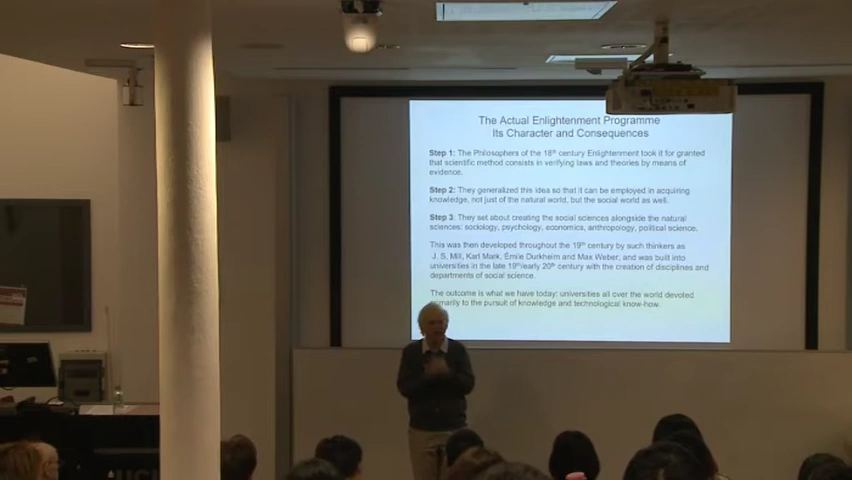 The Actual Enlightenment Programme
Its Character and Consequences
Step 1: The Philosophers of the 18th century Enlightenment took it for granted
that scientific method consists in verifying laws and theories by means of
evidence.
Step 2: They generalized this idea so that it can be employed in acquiring
knowledge, not just of the natural world, but the social world as well.
Step 3: They set about creating the social sciences alongside the natural
sciences: sociology, psychology, economics, anthropology, political science.
This was then developed throughout the 19th century by such thinkers as
J. S. Mill, Karl Mark, Émile Durkheim and Max Weber, and was built into
universities in the late 19th/early 20th century with the creation of disciplines and
departments of social science.
The outcome is what we have today: universities all over the world devoted
primarily to the pursuit of knowledge and technological know-how.